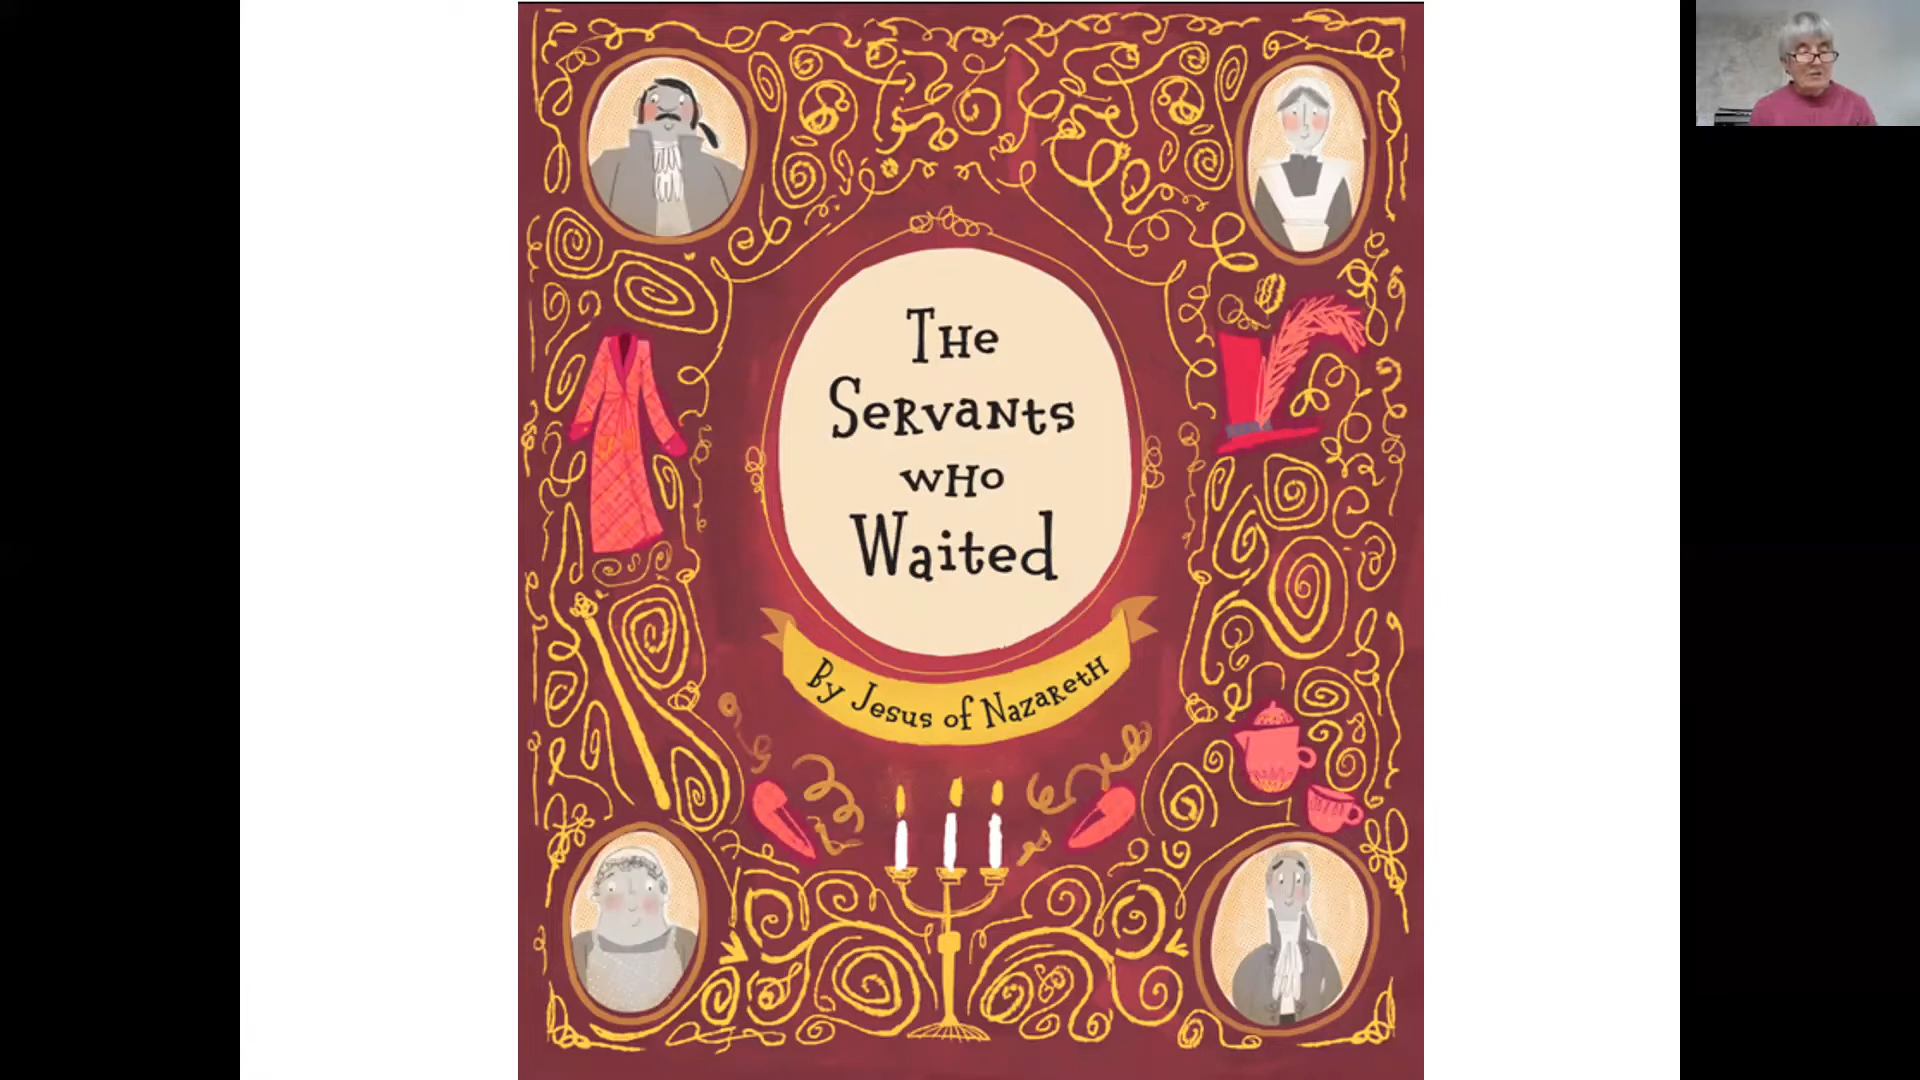 The
Servants
who
Waited
By Jesus of Nazareth